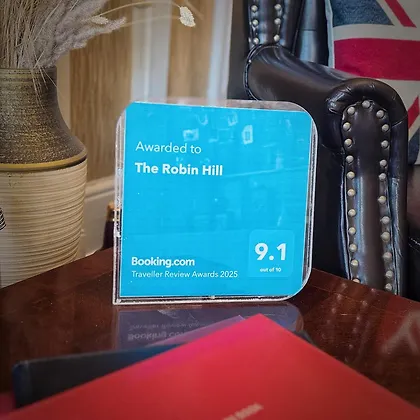 Awarded to
The Robin Hill
Booking.com
Traveller Review Awards 2025
9.1
out of 10